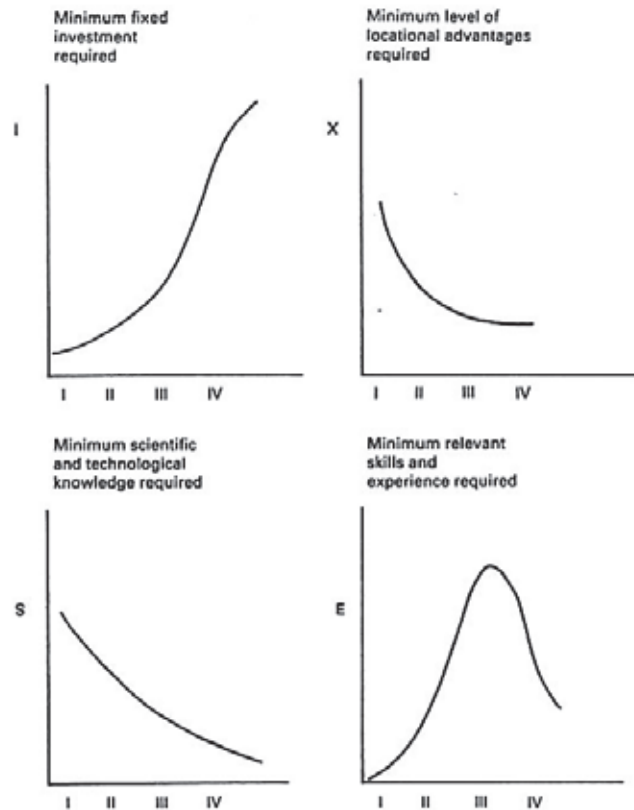 Minimum fixed
investment
required
I
I II III IV
Minimum level of
locational advantages
required
X
I II III IV
Minimum scientific
and technological
knowledge required
S
I II III IV
Minimum relevant
skills and
experience required
E
I II III IV